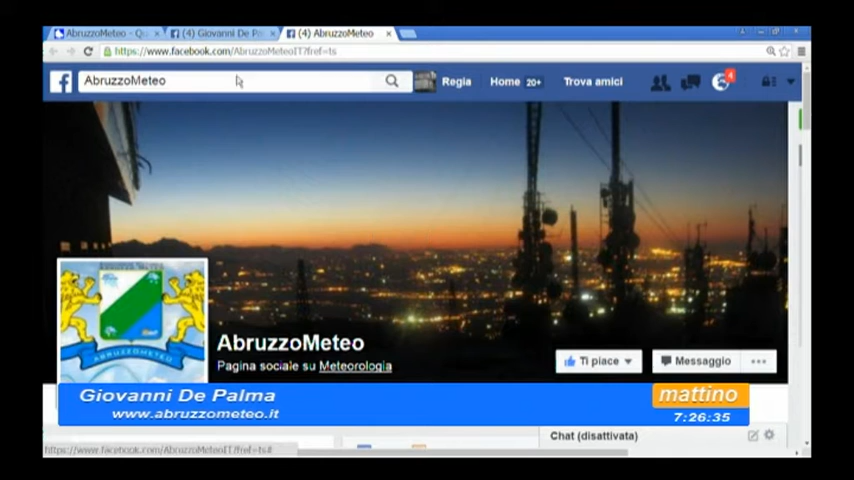 AbruzzoMeteo - Qu
(4) Giovanni De Pa
(4) AbruzzoMeteo
https://www.facebook.com/AbruzzoMeteoIT?fref=ts
AbruzzoMeteo
Regia
Home 20+
Trova amici
4
ABRUZZOMETEO
AbruzzoMeteo
Pagina sociale su Meteorologia
Ti piace
Messaggio
Giovanni De Palma
www.abruzzometeo.it
mattino
7:26:35
Chat (disattivata)
https://www.facebook.com/AbruzzoMeteoIT?fref=ts#